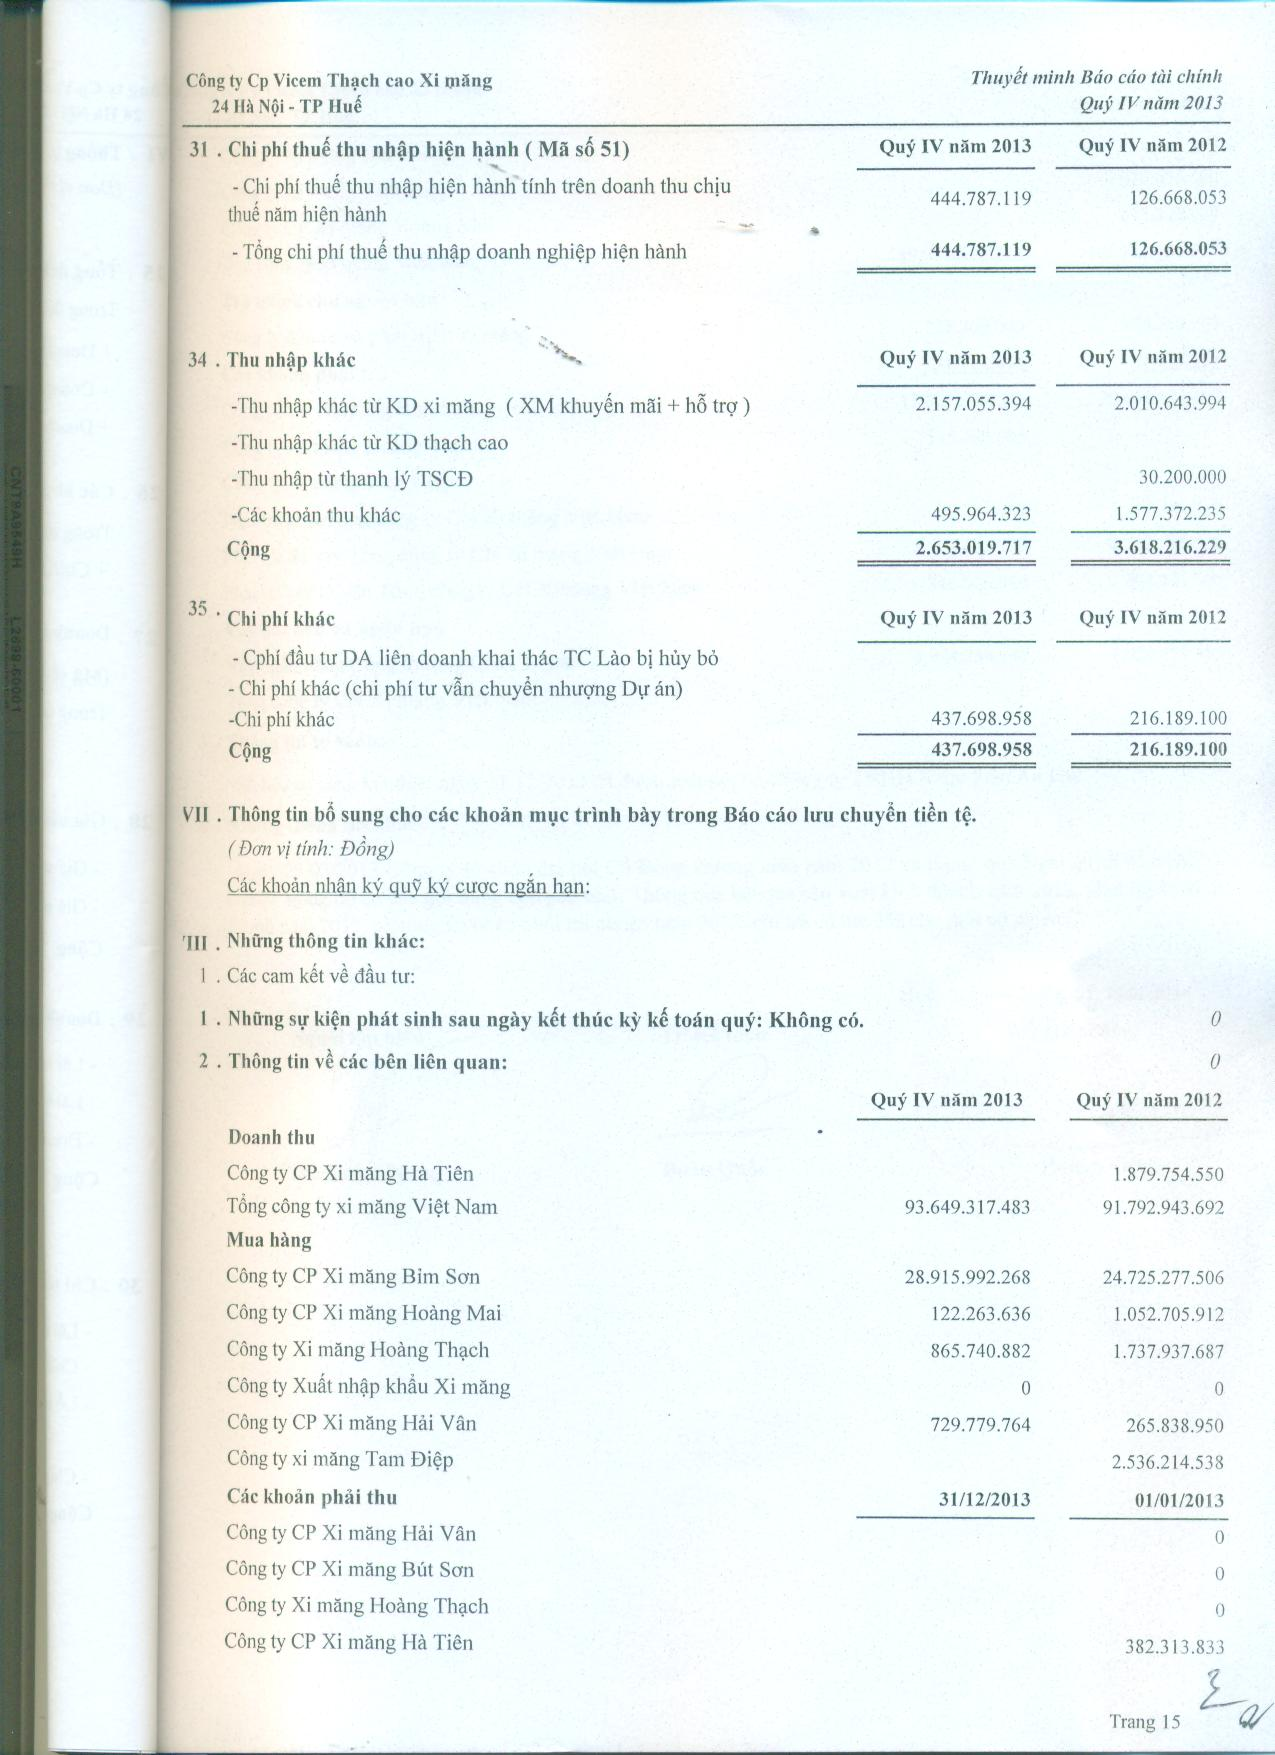 Công ty Cp Vicem Thạch cao Xi măng Thuyết minh Báo cáo tài chính
24 Hà Nội - TP Huế Quý IV năm 2013
31 . Chi phí thuế thu nhập hiện hành ( Mã số 51) Quý IV năm 2013 Quý IV năm 2012
- Chi phí thuế thu nhập hiện hành tính trên doanh thu chịu
thuế năm hiện hành 444.787.119 126.668.053
- Tổng chi phí thuế thu nhập doanh nghiệp hiện hành 444.787.119 126.668.053
34 . Thu nhập khác Quý IV năm 2013 Quý IV năm 2012
-Thu nhập khác từ KD xi măng ( XM khuyến mãi + hỗ trợ ) 2.157.055.394 2.010.643.994
-Thu nhập khác từ KD thạch cao
-Thu nhập từ thanh lý TSCĐ 30.200.000
-Các khoản thu khác 495.964.323 1.577.372.235
Cộng 2.653.019.717 3.618.216.229
35 . Chi phí khác Quý IV năm 2013 Quý IV năm 2012
- Cphí đầu tư DA liên doanh khai thác TC Lào bị hủy bỏ
- Chi phí khác (chi phí tư vẫn chuyển nhượng Dự án)
-Chi phí khác 437.698.958 216.189.100
Cộng 437.698.958 216.189.100
VII . Thông tin bổ sung cho các khoản mục trình bày trong Báo cáo lưu chuyển tiền tệ.
(Đơn vị tính: Đồng)
Các khoản nhận ký quỹ ký cược ngắn hạn:
III . Những thông tin khác:
1 . Các cam kết về đầu tư:
1 . Những sự kiện phát sinh sau ngày kết thúc kỳ kế toán quý: Không có. 0
2 . Thông tin về các bên liên quan: 0
Quý IV năm 2013 Quý IV năm 2012
Doanh thu
Công ty CP Xi măng Hà Tiên 1.879.754.550
Tổng công ty xi măng Việt Nam 93.649.317.483 91.792.943.692
Mua hàng
Công ty CP Xi măng Bỉm Sơn 28.915.992.268 24.725.277.506
Công ty CP Xi măng Hoàng Mai 122.263.636 1.052.705.912
Công ty Xi măng Hoàng Thạch 865.740.882 1.737.937.687
Công ty Xuất nhập khẩu Xi măng 0 0
Công ty CP Xi măng Hải Vân 729.779.764 265.838.950
Công ty xi măng Tam Điệp 2.536.214.538
Các khoản phải thu 31/12/2013 01/01/2013
Công ty CP Xi măng Hải Vân 0
Công ty CP Xi măng Bút Sơn 0
Công ty Xi măng Hoàng Thạch 0
Công ty CP Xi măng Hà Tiên 382.313.833
Trang 15